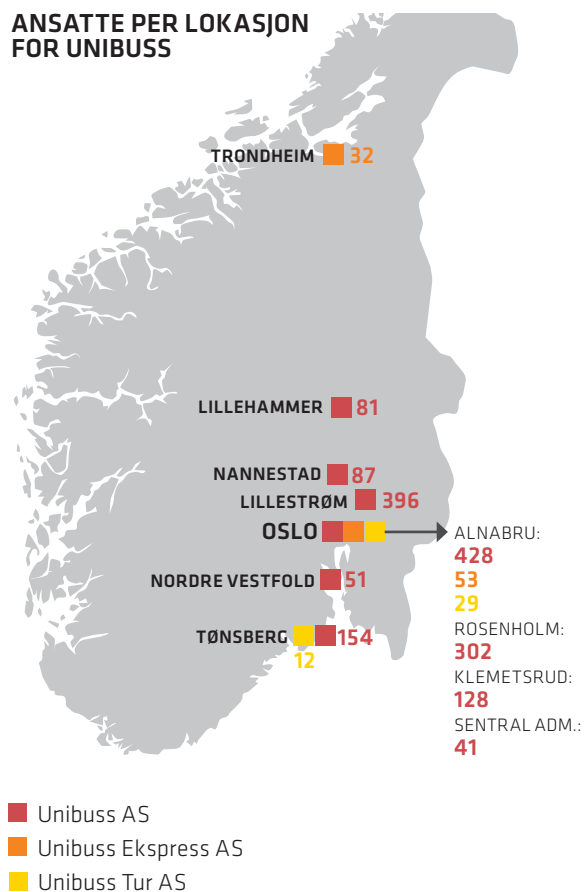 ANSATTE PER LOKASJON
FOR UNIBUSS
TRONDHEIM 32
LILLEHAMMER 81
NANNESTAD 87
LILLESTRØM 396
OSLO
ALNABRU:
428
53
29
ROSENHOLM:
302
KLEMETSRUD:
128
SENTRAL ADM.:
41
NORDRE VESTFOLD 51
TØNSBERG 154
12
Unibuss AS
Unibuss Ekspress AS
Unibuss Tur AS